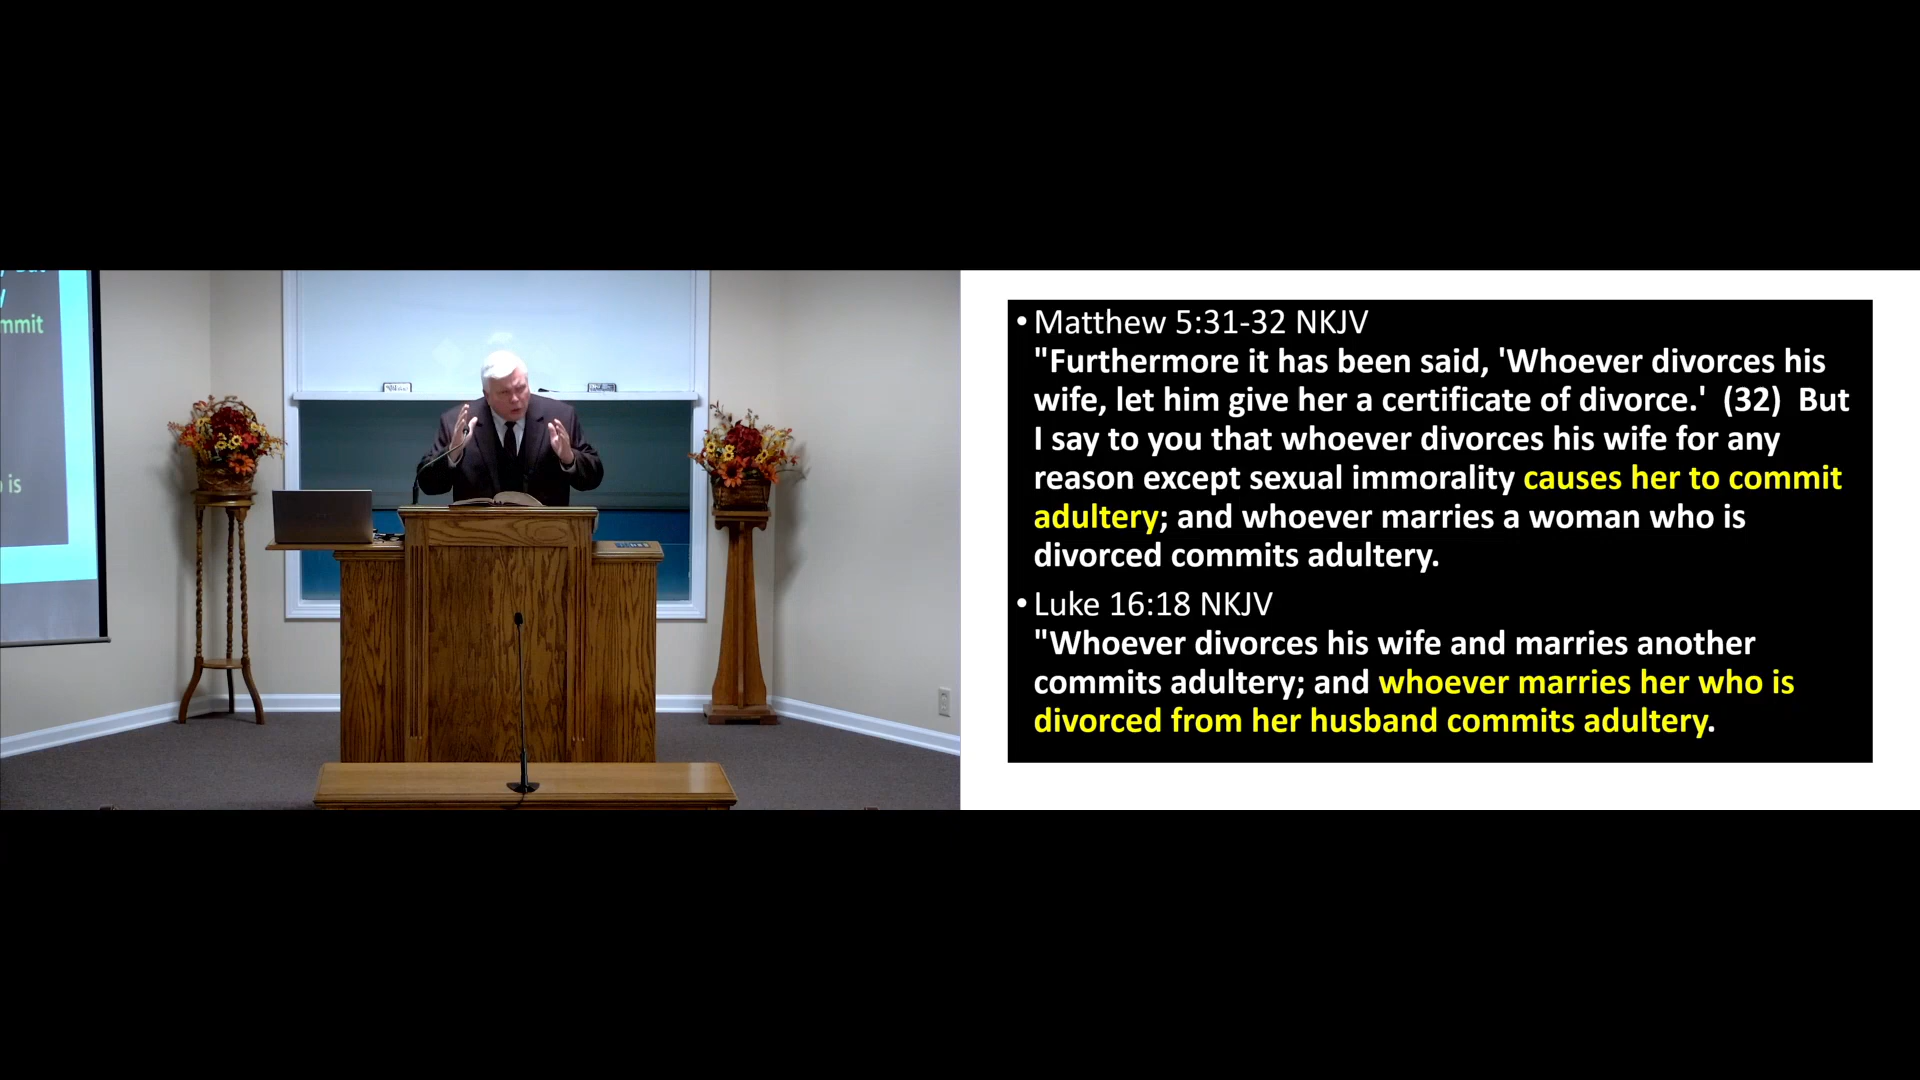 mmit
is
• Matthew 5:31-32 NKJV
"Furthermore it has been said, 'Whoever divorces his
wife, let him give her a certificate of divorce.' (32) But
I say to you that whoever divorces his wife for any
reason except sexual immorality causes her to commit
adultery; and whoever marries a woman who is
divorced commits adultery.
• Luke 16:18 NKJV
"Whoever divorces his wife and marries another
commits adultery; and whoever marries her who is
divorced from her husband commits adultery.